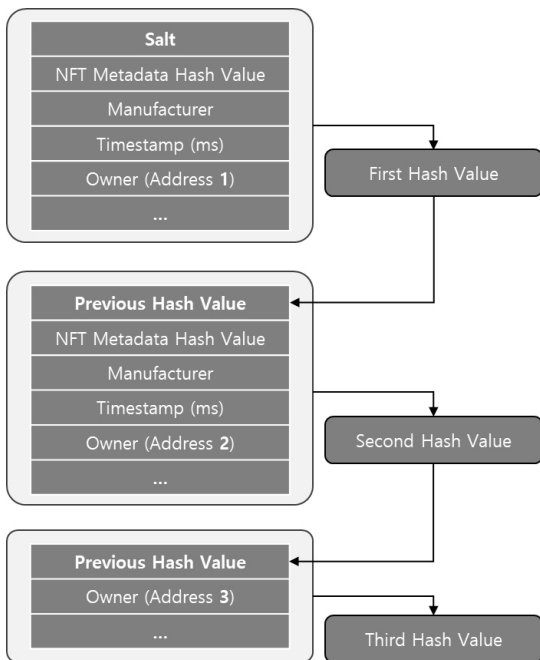 Salt
NFT Metadata Hash Value
Manufacturer
Timestamp (ms)
Owner (Address 1)
...
First Hash Value
Previous Hash Value
NFT Metadata Hash Value
Manufacturer
Timestamp (ms)
Owner (Address 2)
...
Second Hash Value
Previous Hash Value
Owner (Address 3)
...
Third Hash Value